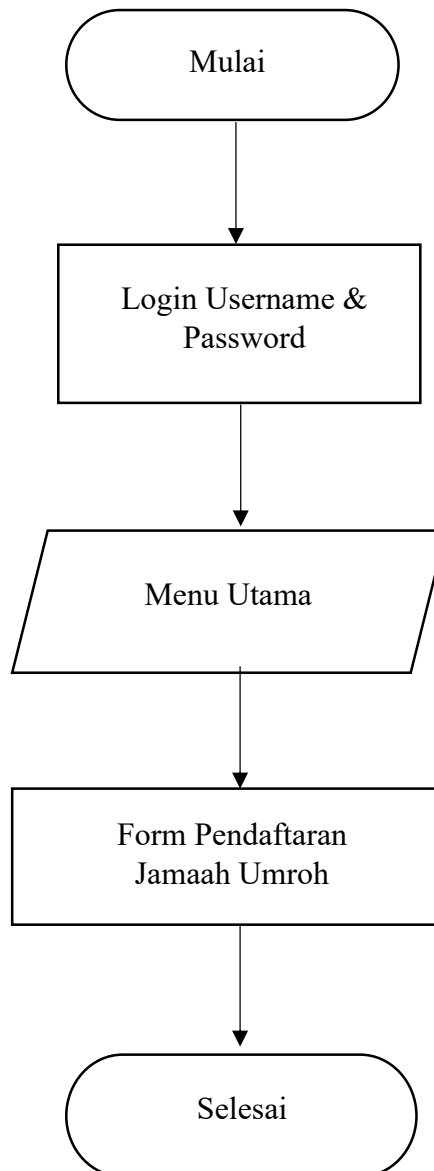 Mulai
Login Username &
Password
Menu Utama
Form Pendaftaran
Jamaah Umroh
Selesai